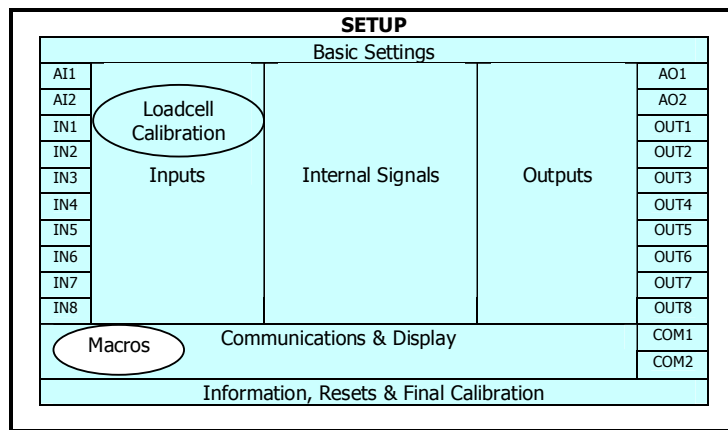 SETUP
Basic Settings
AI1
AI2
IN1
IN2
IN3
IN4
IN5
IN6
IN7
IN8
Loadcell
Calibration
Inputs
Internal Signals
Outputs
AO1
AO2
OUT1
OUT2
OUT3
OUT4
OUT5
OUT6
OUT7
OUT8
Macros
Communications & Display
COM1
COM2
Information, Resets & Final Calibration